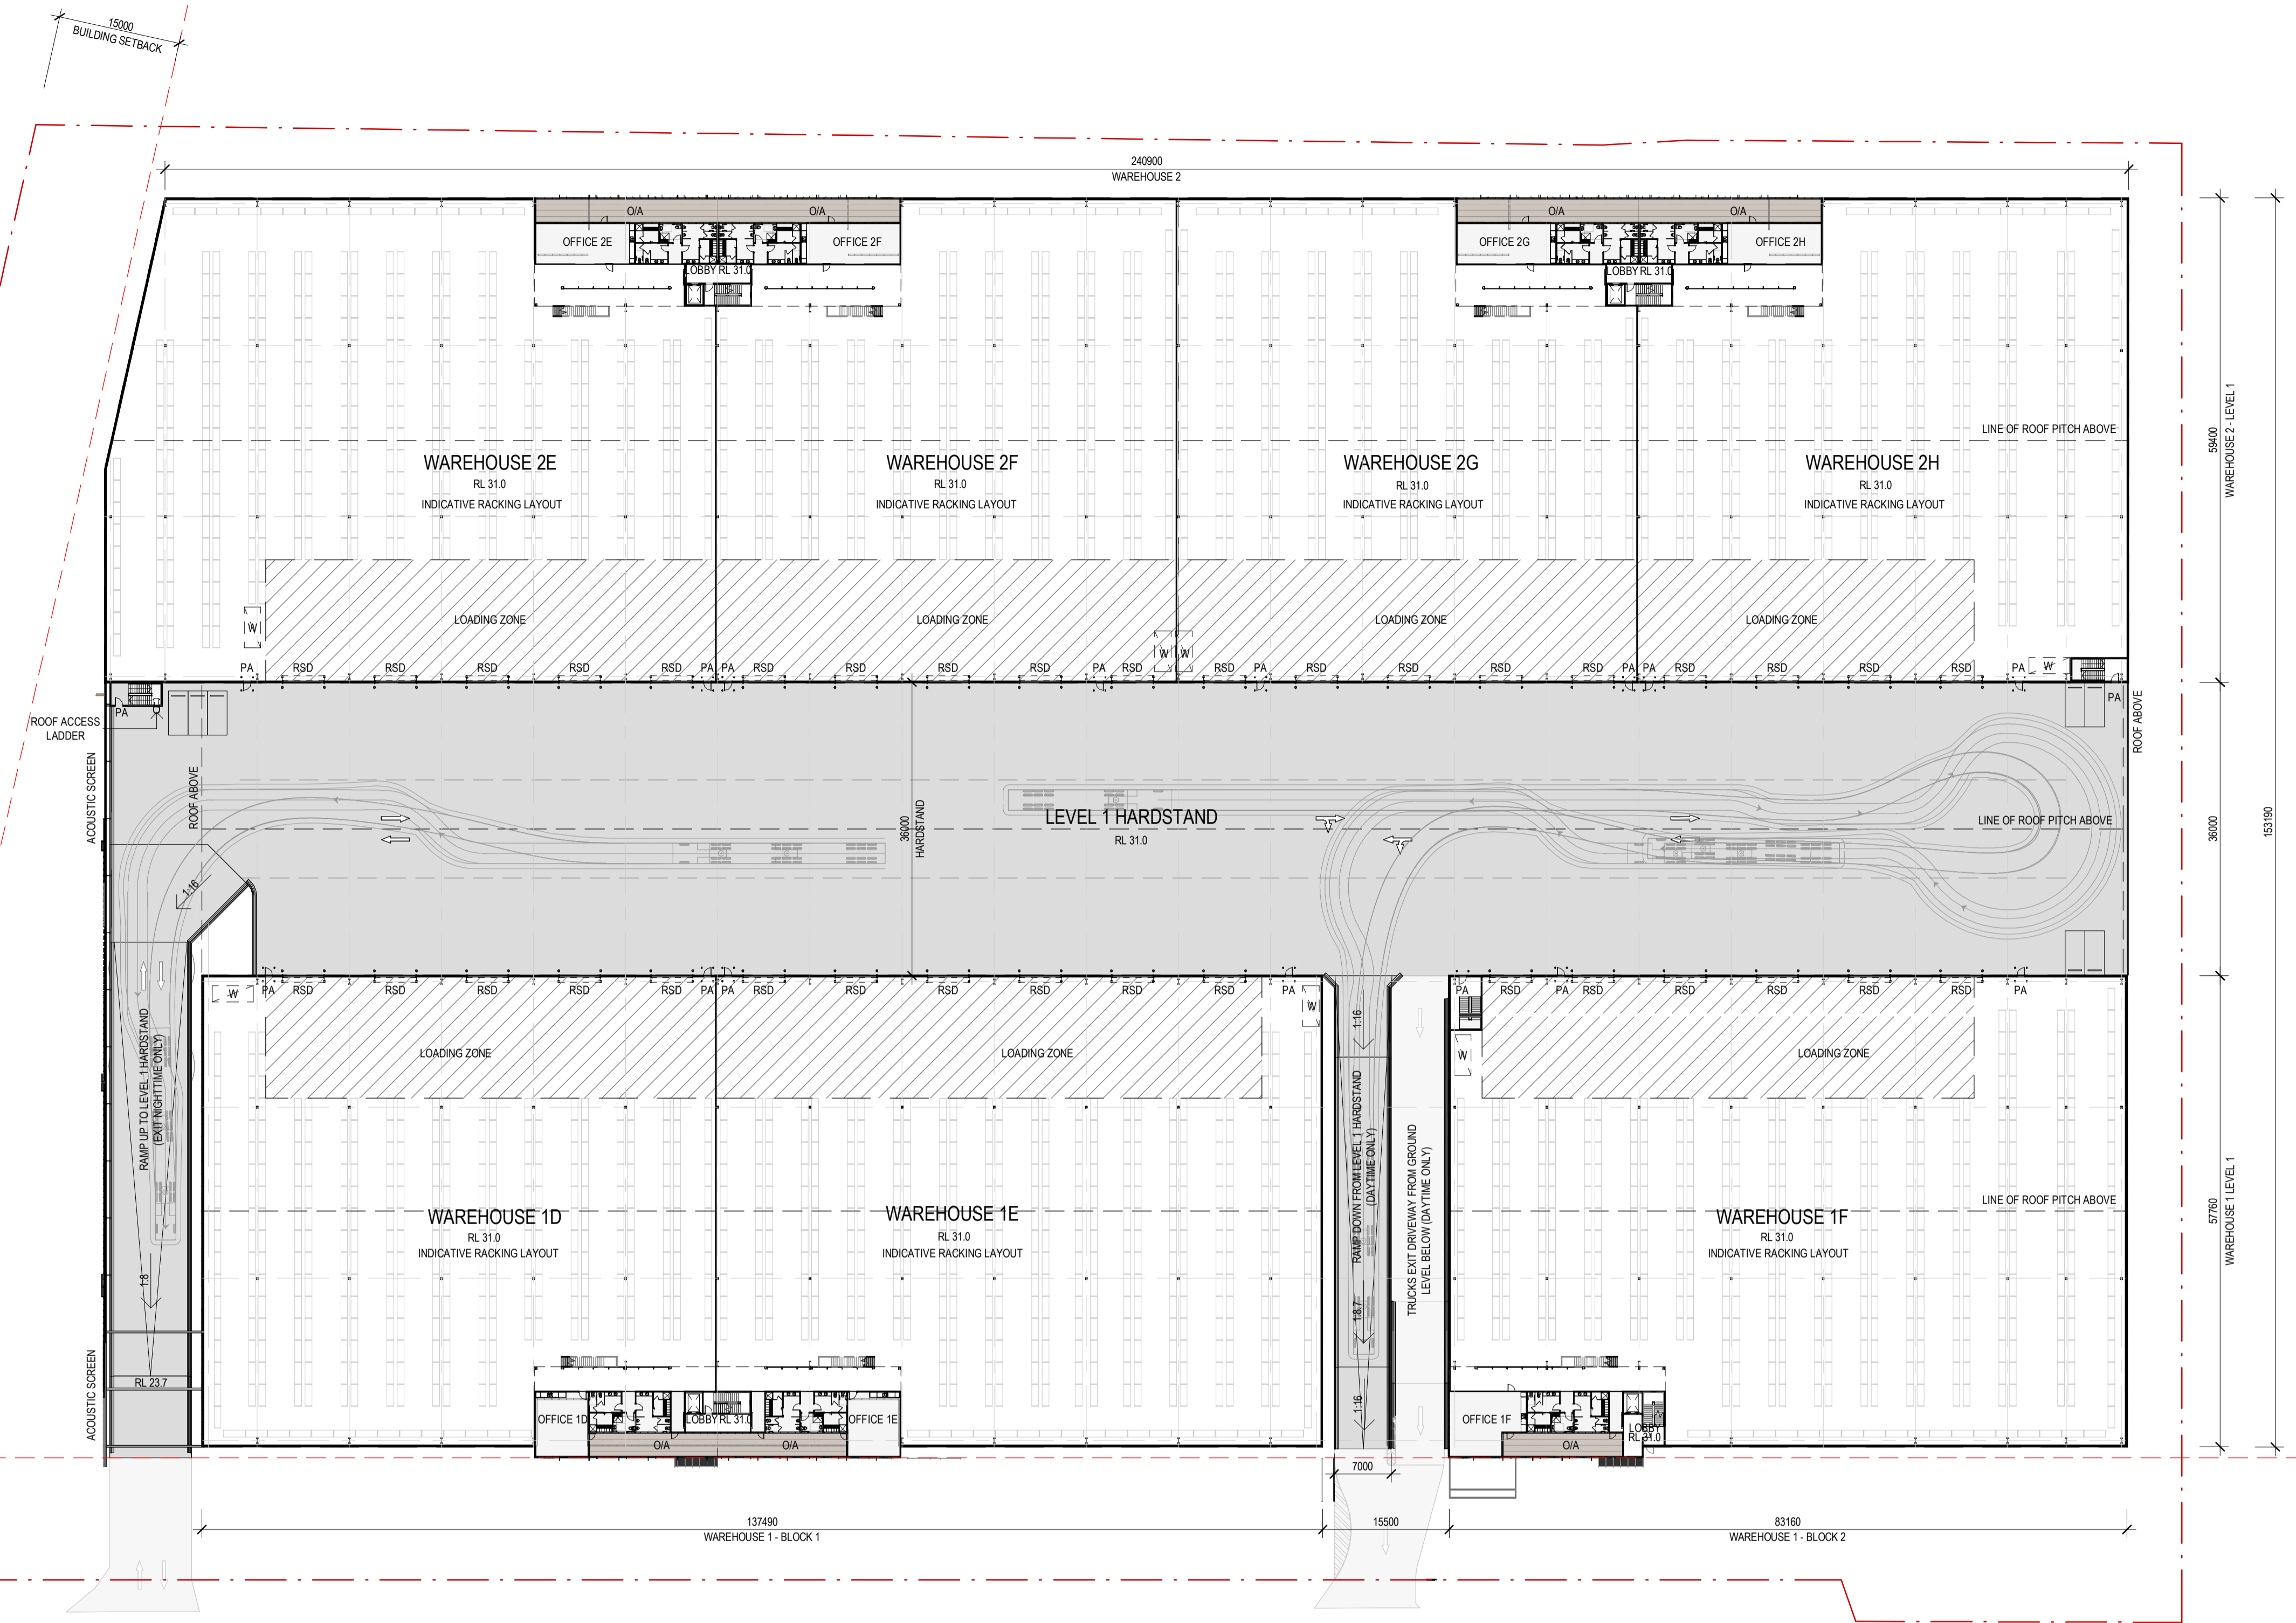 15000
BUILDING SETBACK
240900
WAREHOUSE 2
O/A
O/A
O/A
O/A
OFFICE 2E
OFFICE 2F
OFFICE 2G
OFFICE 2H
LOBBY RL 31.0
LOBBY RL 31.0
LINE OF ROOF PITCH ABOVE
59400
WAREHOUSE 2 - LEVEL 1
WAREHOUSE 2E
RL 31.0
INDICATIVE RACKING LAYOUT
WAREHOUSE 2F
RL 31.0
INDICATIVE RACKING LAYOUT
WAREHOUSE 2G
RL 31.0
INDICATIVE RACKING LAYOUT
WAREHOUSE 2H
RL 31.0
INDICATIVE RACKING LAYOUT
W
LOADING ZONE
LOADING ZONE
W
W
LOADING ZONE
LOADING ZONE
W
PA RSD RSD RSD RSD RSD PA PA RSD RSD RSD RSD PA RSD RSD PA RSD RSD RSD RSD PA PA RSD RSD RSD RSD PA
PA
PA
ROOF ACCESS
LADDER
ROOF ABOVE
ROOF ABOVE
ACOUSTIC SCREEN
36000
HARDSTAND
LEVEL 1 HARDSTAND
RL 31.0
LINE OF ROOF PITCH ABOVE
36000
153190
1:16
W
PA RSD RSD RSD RSD RSD PA PA RSD RSD RSD RSD RSD RSD PA
W
PA RSD PA RSD RSD RSD RSD RSD PA
W
1:16
LOADING ZONE
LOADING ZONE
LOADING ZONE
RAMP UP TO LEVEL 1 HARDSTAND
(EXIT NIGHTTIME ONLY)
RAMP DOWN FROM LEVEL 1 HARDSTAND
(DAYTIME ONLY)
TRUCKS EXIT DRIVEWAY FROM GROUND
LEVEL BELOW (DAYTIME ONLY)
LINE OF ROOF PITCH ABOVE
57760
WAREHOUSE 1 LEVEL 1
WAREHOUSE 1D
RL 31.0
INDICATIVE RACKING LAYOUT
WAREHOUSE 1E
RL 31.0
INDICATIVE RACKING LAYOUT
WAREHOUSE 1F
RL 31.0
INDICATIVE RACKING LAYOUT
1:8
1:8.7
RL 23.7
ACOUSTIC SCREEN
1:16
OFFICE 1D
LOBBY RL 31.0
OFFICE 1E
OFFICE 1F
LOBBY
RL 31.0
O/A
O/A
O/A
7000
137490
WAREHOUSE 1 - BLOCK 1
15500
83160
WAREHOUSE 1 - BLOCK 2